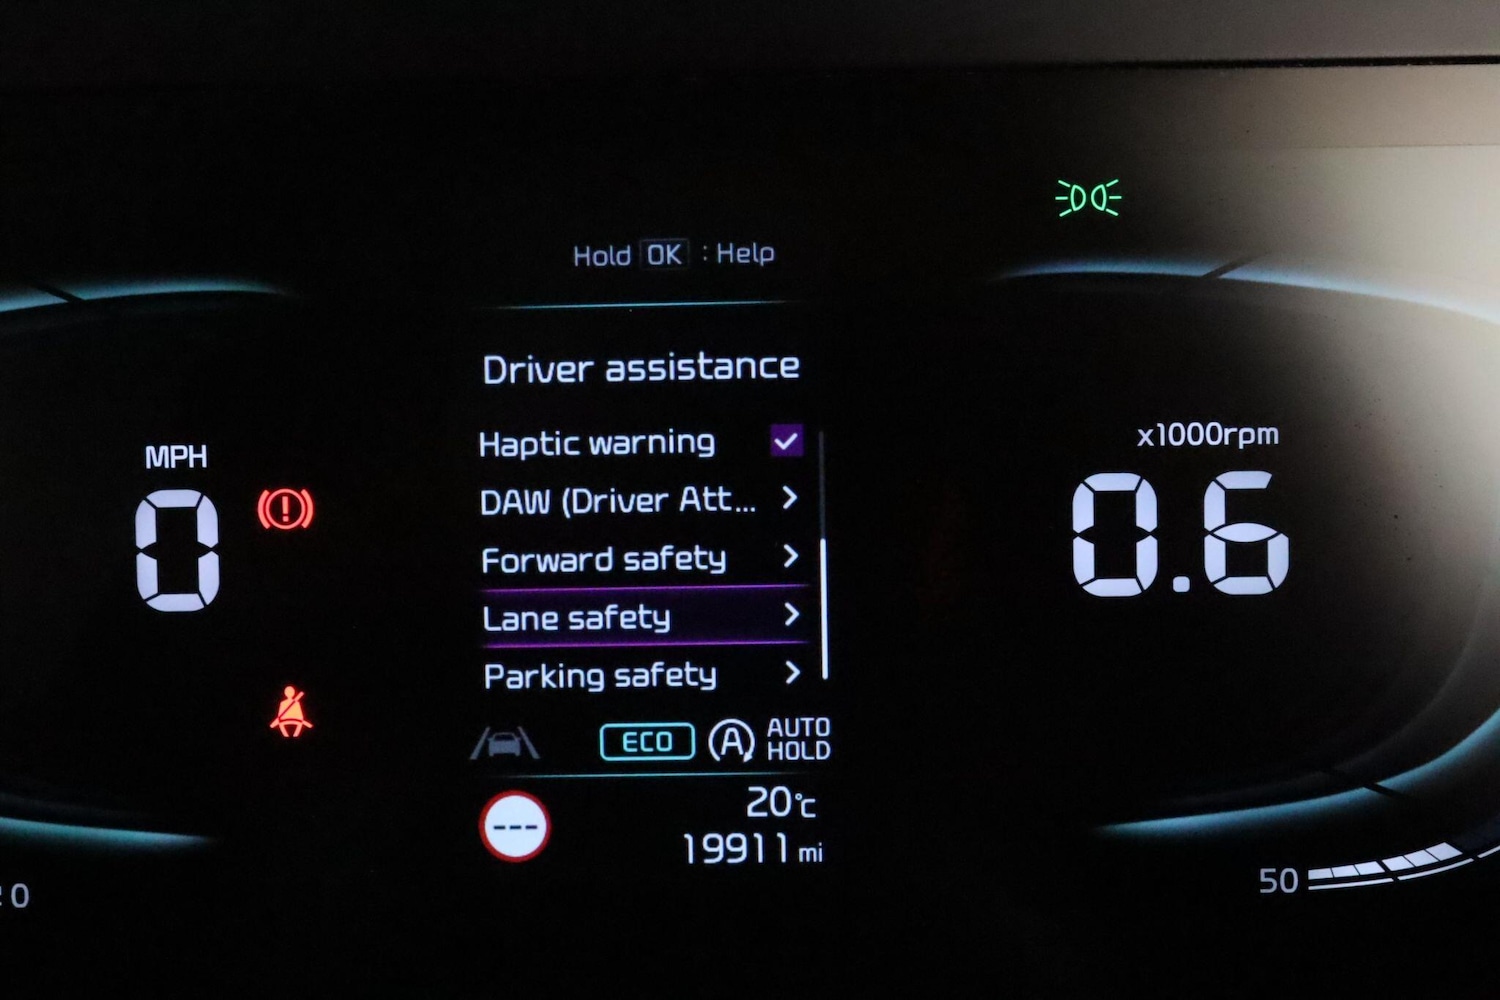 Hold OK : Help
Driver assistance
Haptic warning
DAW (Driver Att...
Forward safety
Lane safety
Parking safety
MPH
0
x1000rpm
0.6
ECO
A
AUTO
HOLD
---
20°C
19911 mi
0
50